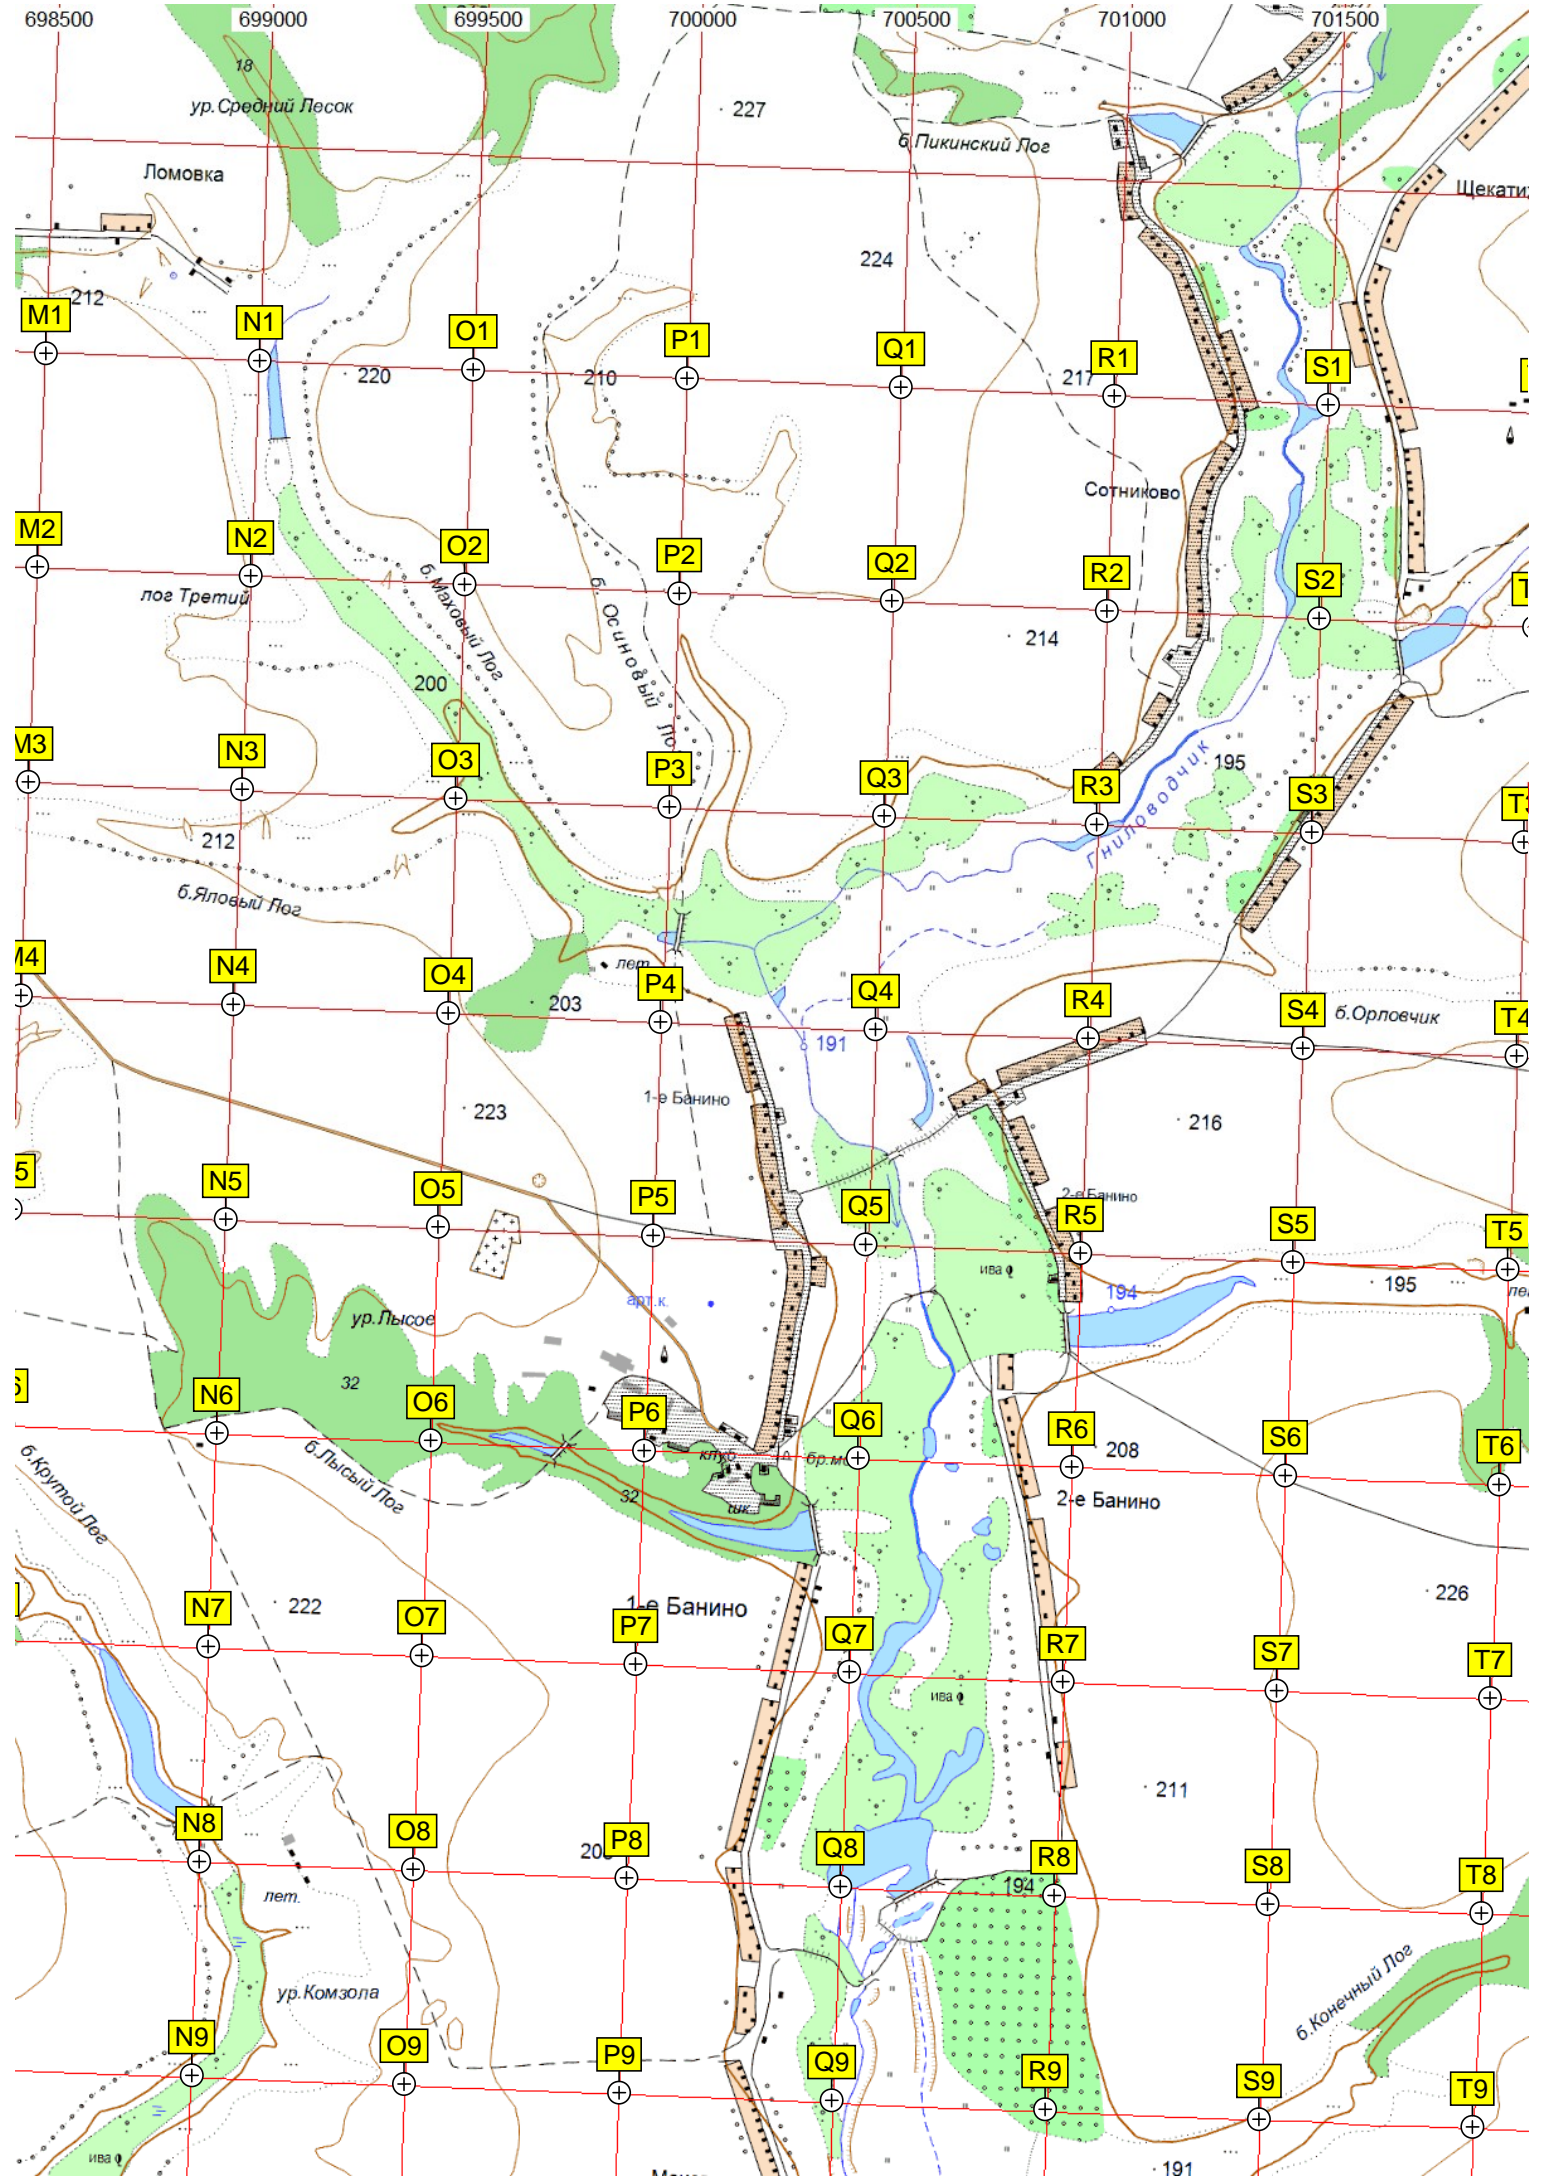 698500 699000 699500 700000 700500 701000 701500
18
ур.Средний Лесок
227
б.Пикинский Лог
Ломовка
224
212
M1 N1 O1 P1 Q1 R1 S1
220
210
217
Сотниково
M2 N2 O2 P2 Q2 R2 S2
лог Третий
б.Маховый Лог
б. Осиновый
214
200
195
M3 N3 O3 P3 Q3 R3 S3
Гниловодчик
212
б.Яловый Лог
лет.
N4 O4 P4 Q4 R4 S4 T4
203
191
б.Орловчик
1-е Банино
223
216
2-е Банино
N5 O5 P5 Q5 R5 S5 T5
ива
194
195
арт.к.
ур.Лысое
32
N6 O6 P6 Q6 R6 S6 T6
клуб
208
б.Крутой Лог
б.Лысый Лог
32
шк.
2-е Банино
222
1-е Банино
226
N7 O7 P7 Q7 R7 S7 T7
ива
211
N8 O8 P8 Q8 R8 S8 T8
194
лет.
б.Конечный Лог
ур.Комзола
N9 O9 P9 Q9 R9 S9 T9
ива
191